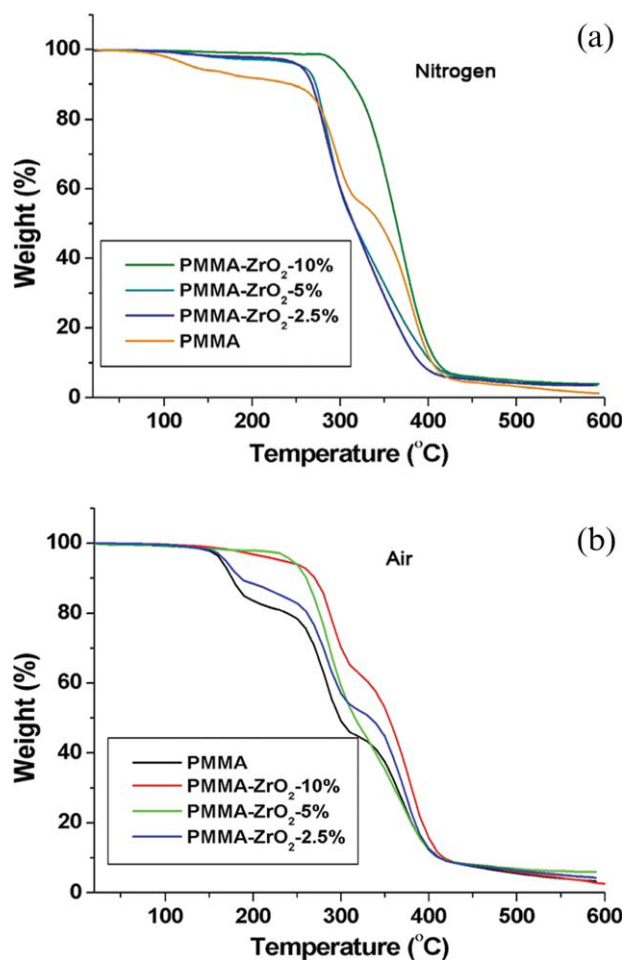 (a)
Nitrogen
Weight (%)
100
80
60
40
20
0
PMMA-ZrO₂-10%
PMMA-ZrO₂-5%
PMMA-ZrO₂-2.5%
PMMA
100 200 300 400 500 600
Temperature (°C)
(b)
Air
Weight (%)
100
80
60
40
20
0
PMMA
PMMA-ZrO₂-10%
PMMA-ZrO₂-5%
PMMA-ZrO₂-2.5%
100 200 300 400 500 600
Temperature (°C)